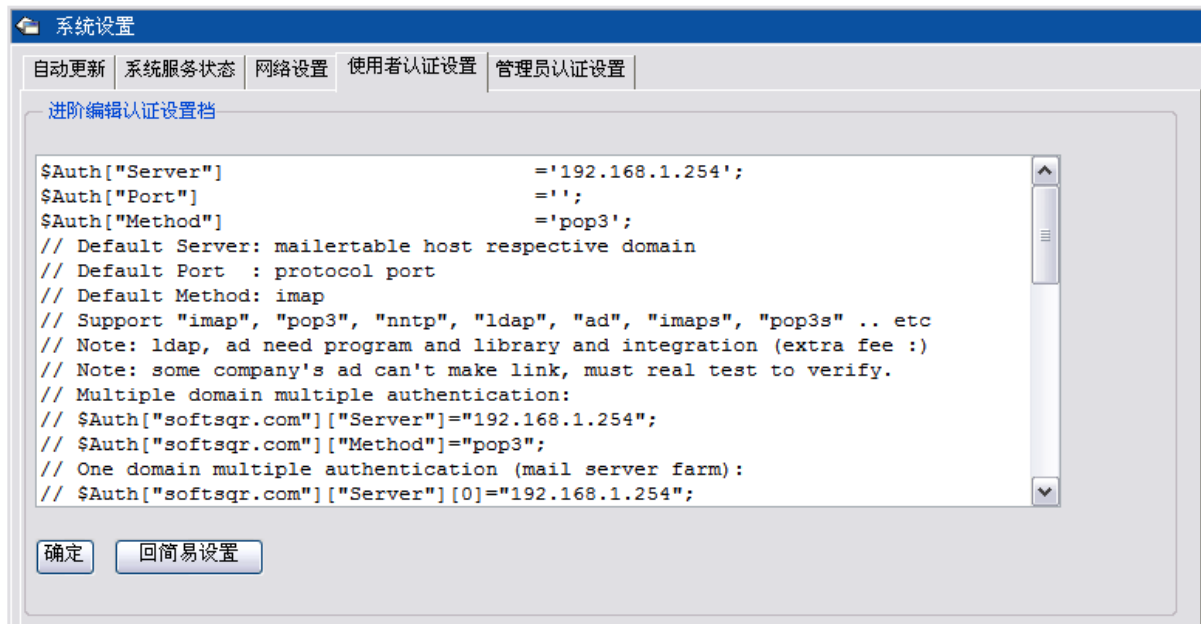 系统设置
自动更新 系统服务状态 网络设置 使用者认证设置 管理员认证设置
进阶编辑认证设置档
$Auth["Server"] ='192.168.1.254';
$Auth["Port"] ='';
$Auth["Method"] ='pop3';
// Default Server: mailertable host respective domain
// Default Port  : protocol port
// Default Method: imap
// Support "imap", "pop3", "nntp", "ldap", "ad", "imaps", "pop3s" .. etc
// Note: ldap, ad need program and library and integration (extra fee :)
// Note: some company's ad can't make link, must real test to verify.
// Multiple domain multiple authentication:
// $Auth["softsqr.com"]["Server"]="192.168.1.254";
// $Auth["softsqr.com"]["Method"]="pop3";
// One domain multiple authentication (mail server farm):
// $Auth["softsqr.com"]["Server"][0]="192.168.1.254";
确定 回简易设置